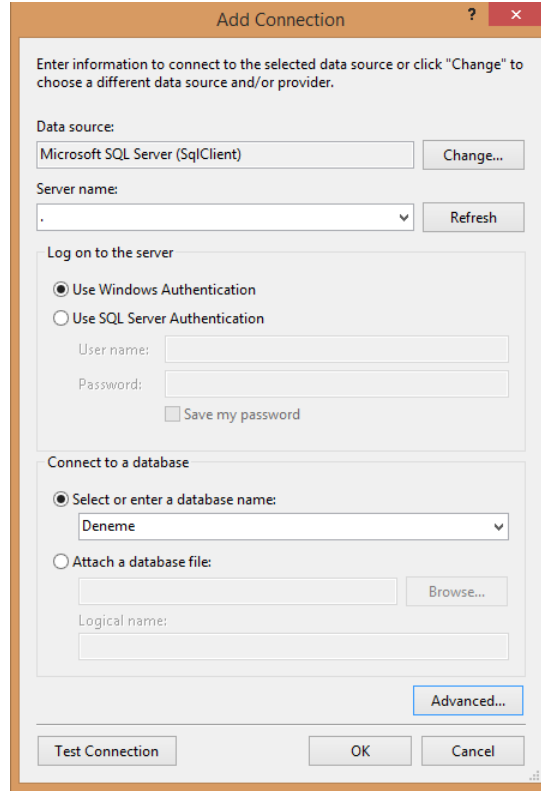 Add Connection
?
Enter information to connect to the selected data source or click "Change" to
choose a different data source and/or provider.
Data source:
Microsoft SQL Server (SqlClient)
Change...
Server name:
.
Refresh
Log on to the server
Use Windows Authentication
Use SQL Server Authentication
User name:
Password:
Save my password
Connect to a database
Select or enter a database name:
Deneme
Attach a database file:
Browse...
Logical name:
Advanced...
Test Connection
OK
Cancel